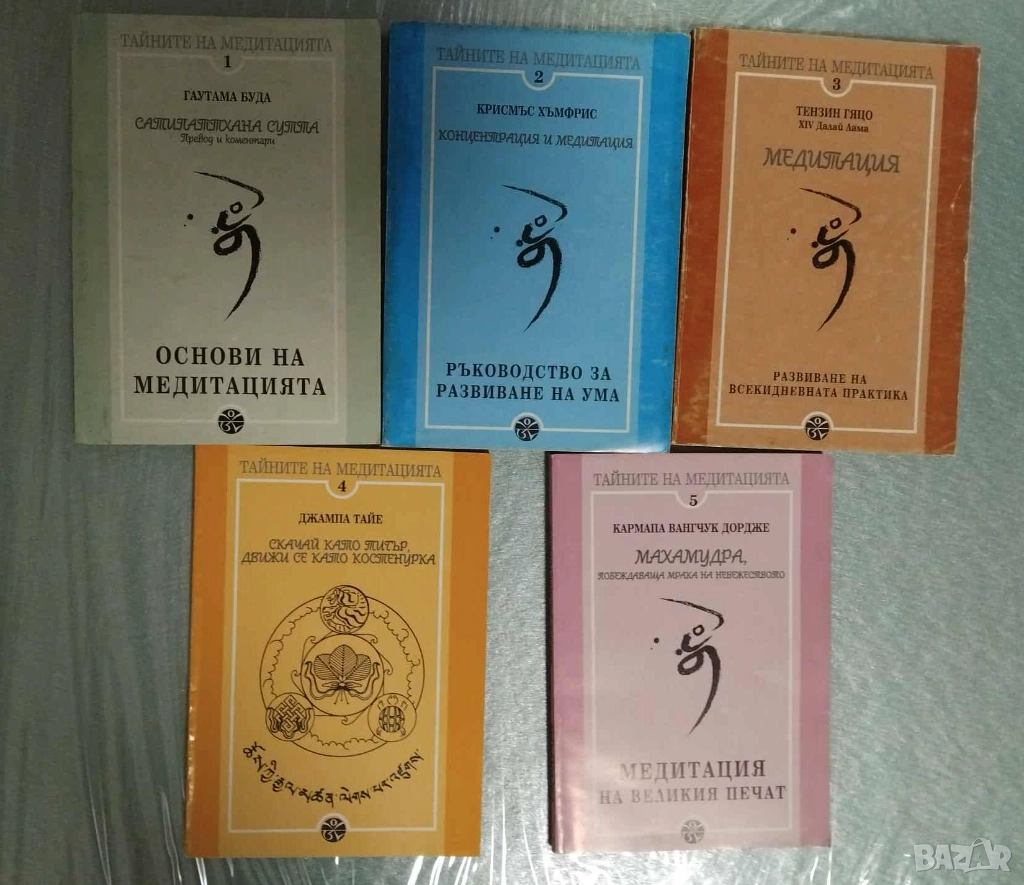 ТАЙНИТЕ НА МЕДИТАЦИЯТА
1
ГАУТАМА БУДА
САТИПАТТХАНА СУТТА
Превод и коментари
ОСНОВИ НА
МЕДИТАЦИЯТА
ТАЙНИТЕ НА МЕДИТАЦИЯТА
2
КРИСМЪС ХЪМФРИС
КОНЦЕНТРАЦИЯ И МЕДИТАЦИЯ
РЪКОВОДСТВО ЗА
РАЗВИВАНЕ НА УМА
ТАЙНИТЕ НА МЕДИТАЦИЯТА
3
ТЕНЗИН ГЯЦО
XIV Далай Лама
МЕДИТАЦИЯ
РАЗВИВАНЕ НА
ВСЕКИДНЕВНАТА ПРАКТИКА
ТАЙНИТЕ НА МЕДИТАЦИЯТА
4
ДЖАМПА ТАЙЕ
СКАЧАЙ КАТО ТИГЪР,
ДВИЖИ СЕ КАТО КОСТЕНУРКА
ТАЙНИТЕ НА МЕДИТАЦИЯТА
5
КАРМАПА ВАНГЧУК ДОРДЖЕ
МАХАМУДРА,
ПОБЕЖДАВАЩА МРАКА НА НЕВЕЖЕСТВОТО
МЕДИТАЦИЯ
НА ВЕЛИКИЯ ПЕЧАТ
BAZAR